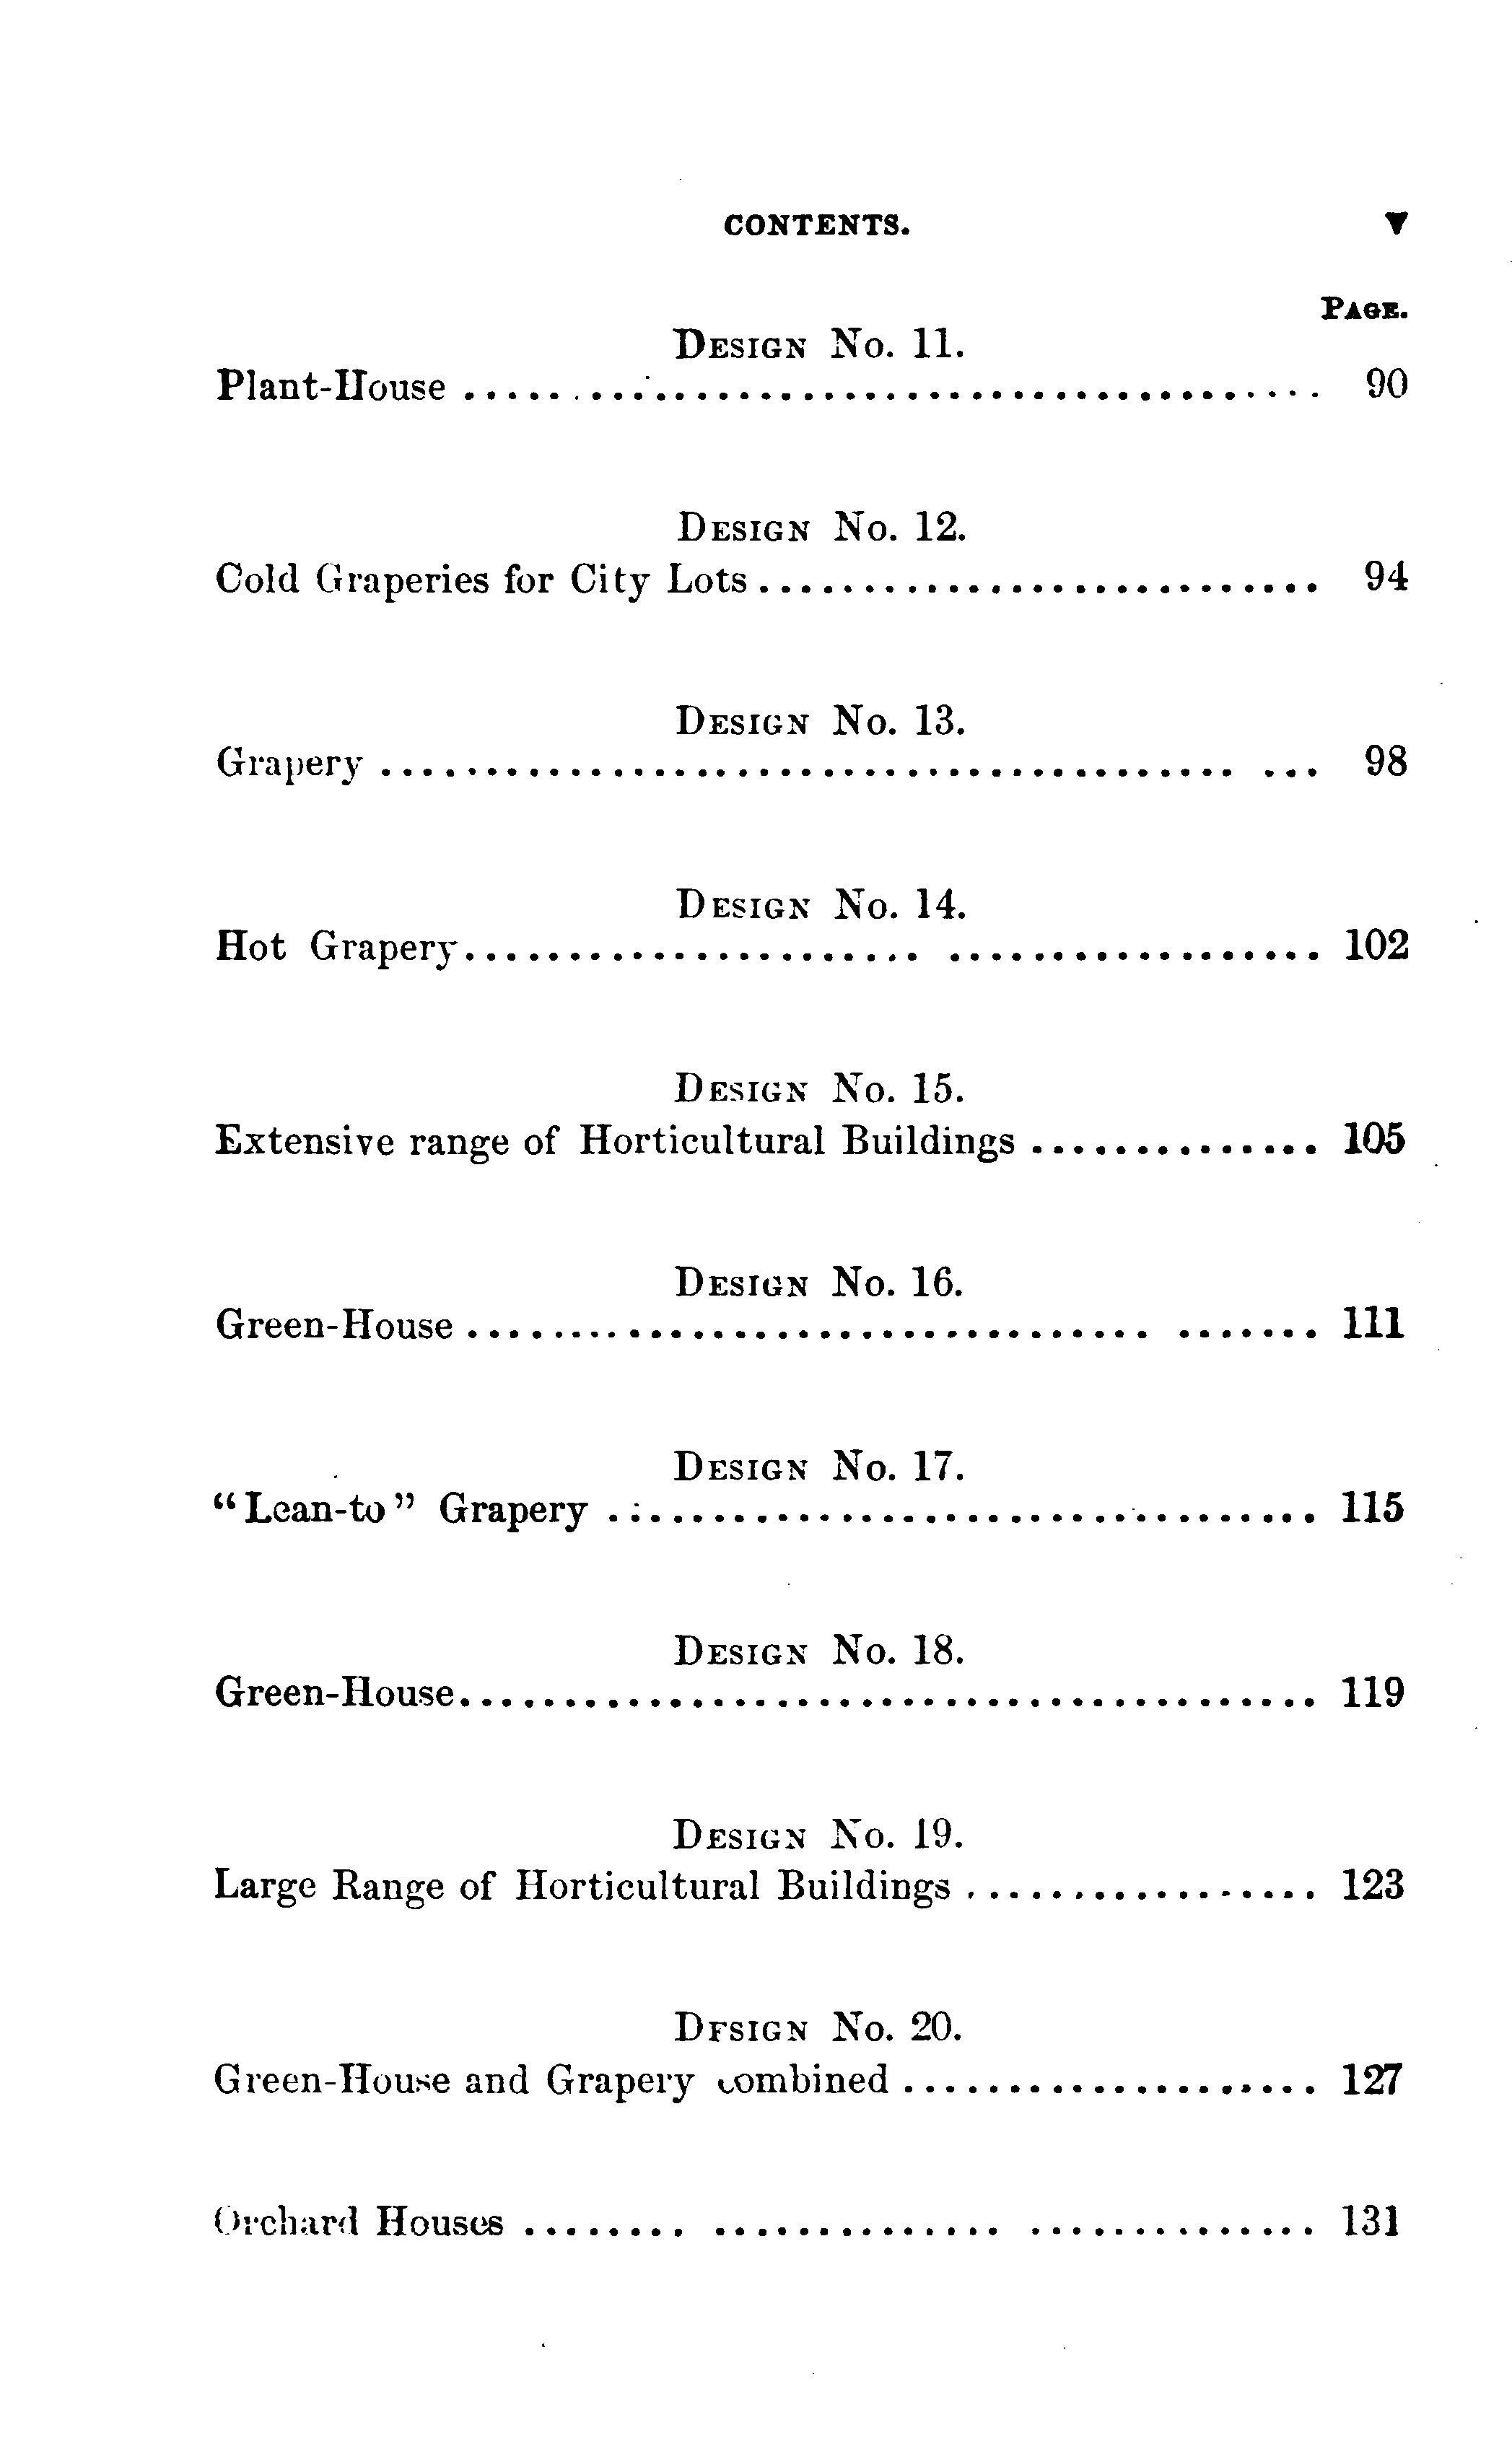 CONTENTS. V
PAGE.
DESIGN No. 11.
Plant-House ........................................ 90
DESIGN No. 12.
Cold Graperies for City Lots ........................... 94
DESIGN No. 13.
Grapery ............................................ 98
DESIGN No. 14.
Hot Grapery........................................ 102
DESIGN No. 15.
Extensive range of Horticultural Buildings .............. 105
DESIGN No. 16.
Green-House ........................................ 111
DESIGN No. 17.
"Lean-to" Grapery .................................. 115
DESIGN No. 18.
Green-House......................................... 119
DESIGN No. 19.
Large Range of Horticultural Buildings ................. 123
DESIGN No. 20.
Green-House and Grapery combined .................... 127
Orchard Houses ..................................... 131